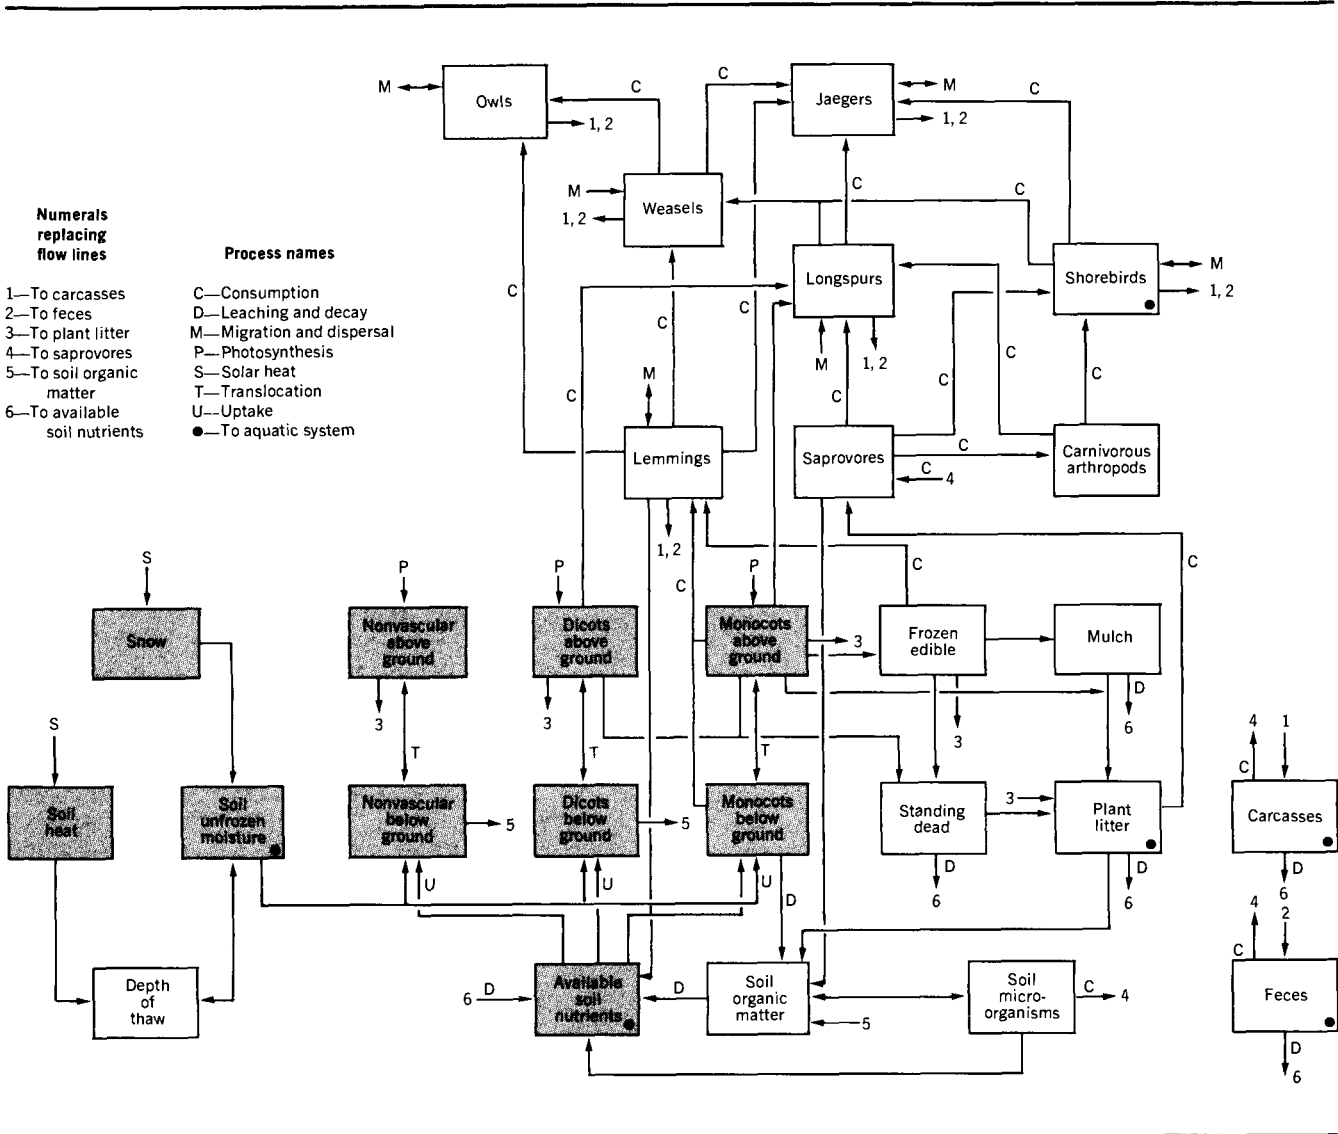 Numerals
replacing
flow lines
1—To carcasses
2—To feces
3—To plant litter
4—To saprovores
5—To soil organic
matter
6—To available
soil nutrients
Process names
C—Consumption
D—Leaching and decay
M—Migration and dispersal
P—Photosynthesis
S—Solar heat
T—Translocation
U—Uptake
●—To aquatic system
M
Owls
C
1, 2
C
Jaegers
M
1, 2
C
M
Weasels
1, 2
C
C
Longspurs
Shorebirds
M
1, 2
C
C
C
M
1, 2
C
C
C
C
C
M
Lemmings
1, 2
Saprovores
C
C
4
Carnivorous
arthropods
S
Snow
P
Nonvascular
above
ground
3
P
Dicots
above
ground
3
C
P
Monocots
above
ground
3
C
Frozen
edible
3
Mulch
D
6
C
S
Soil
heat
Soil
unfrozen
moisture
T
Nonvascular
below
ground
5
T
Dicots
below
ground
5
T
Monocots
below
ground
Standing
dead
D
6
3
Plant
litter
D
6
4
1
C
Carcasses
D
6
U
U
U
D
Depth
of
thaw
6
D
Available
soil
nutrients
D
Soil
organic
matter
5
Soil
micro-
organisms
C
4
4
2
C
Feces
D
6